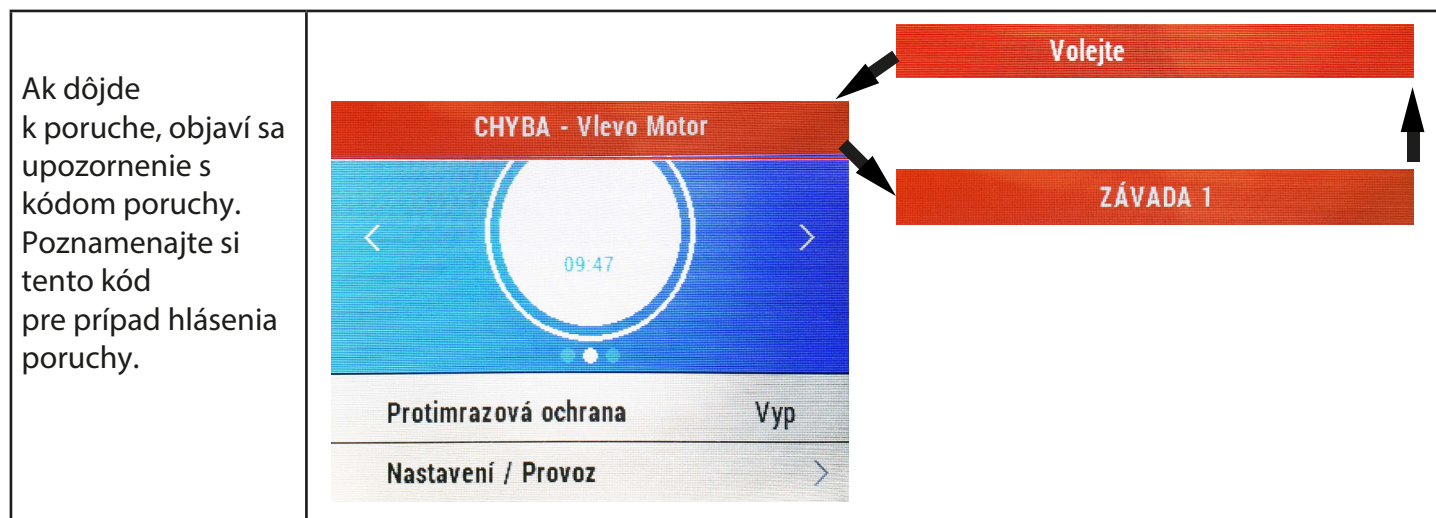 Ak dôjde
k poruche, objaví sa
upozornenie s
kódom poruchy.
Poznamenajte si
tento kód
pre prípad hlásenia
poruchy.
CHYBA - Vlevo Motor
09:47
Protimrazová ochrana Vyp
Nastavení / Provoz
Volejte
ZÁVADA 1